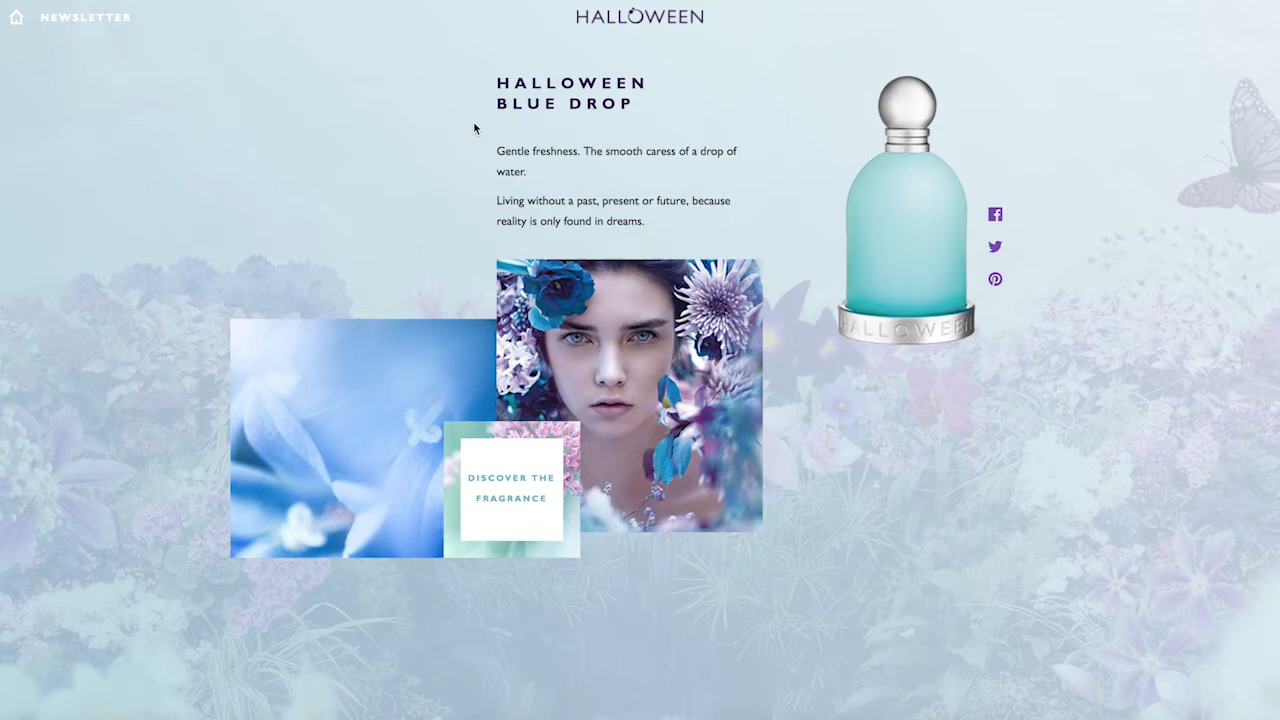 NEWSLETTER
HALLOWEEN
HALLOWEEN
BLUE DROP
Gentle freshness. The smooth caress of a drop of
water.
Living without a past, present or future, because
reality is only found in dreams.
HALLOWEEN
DISCOVER THE
FRAGRANCE